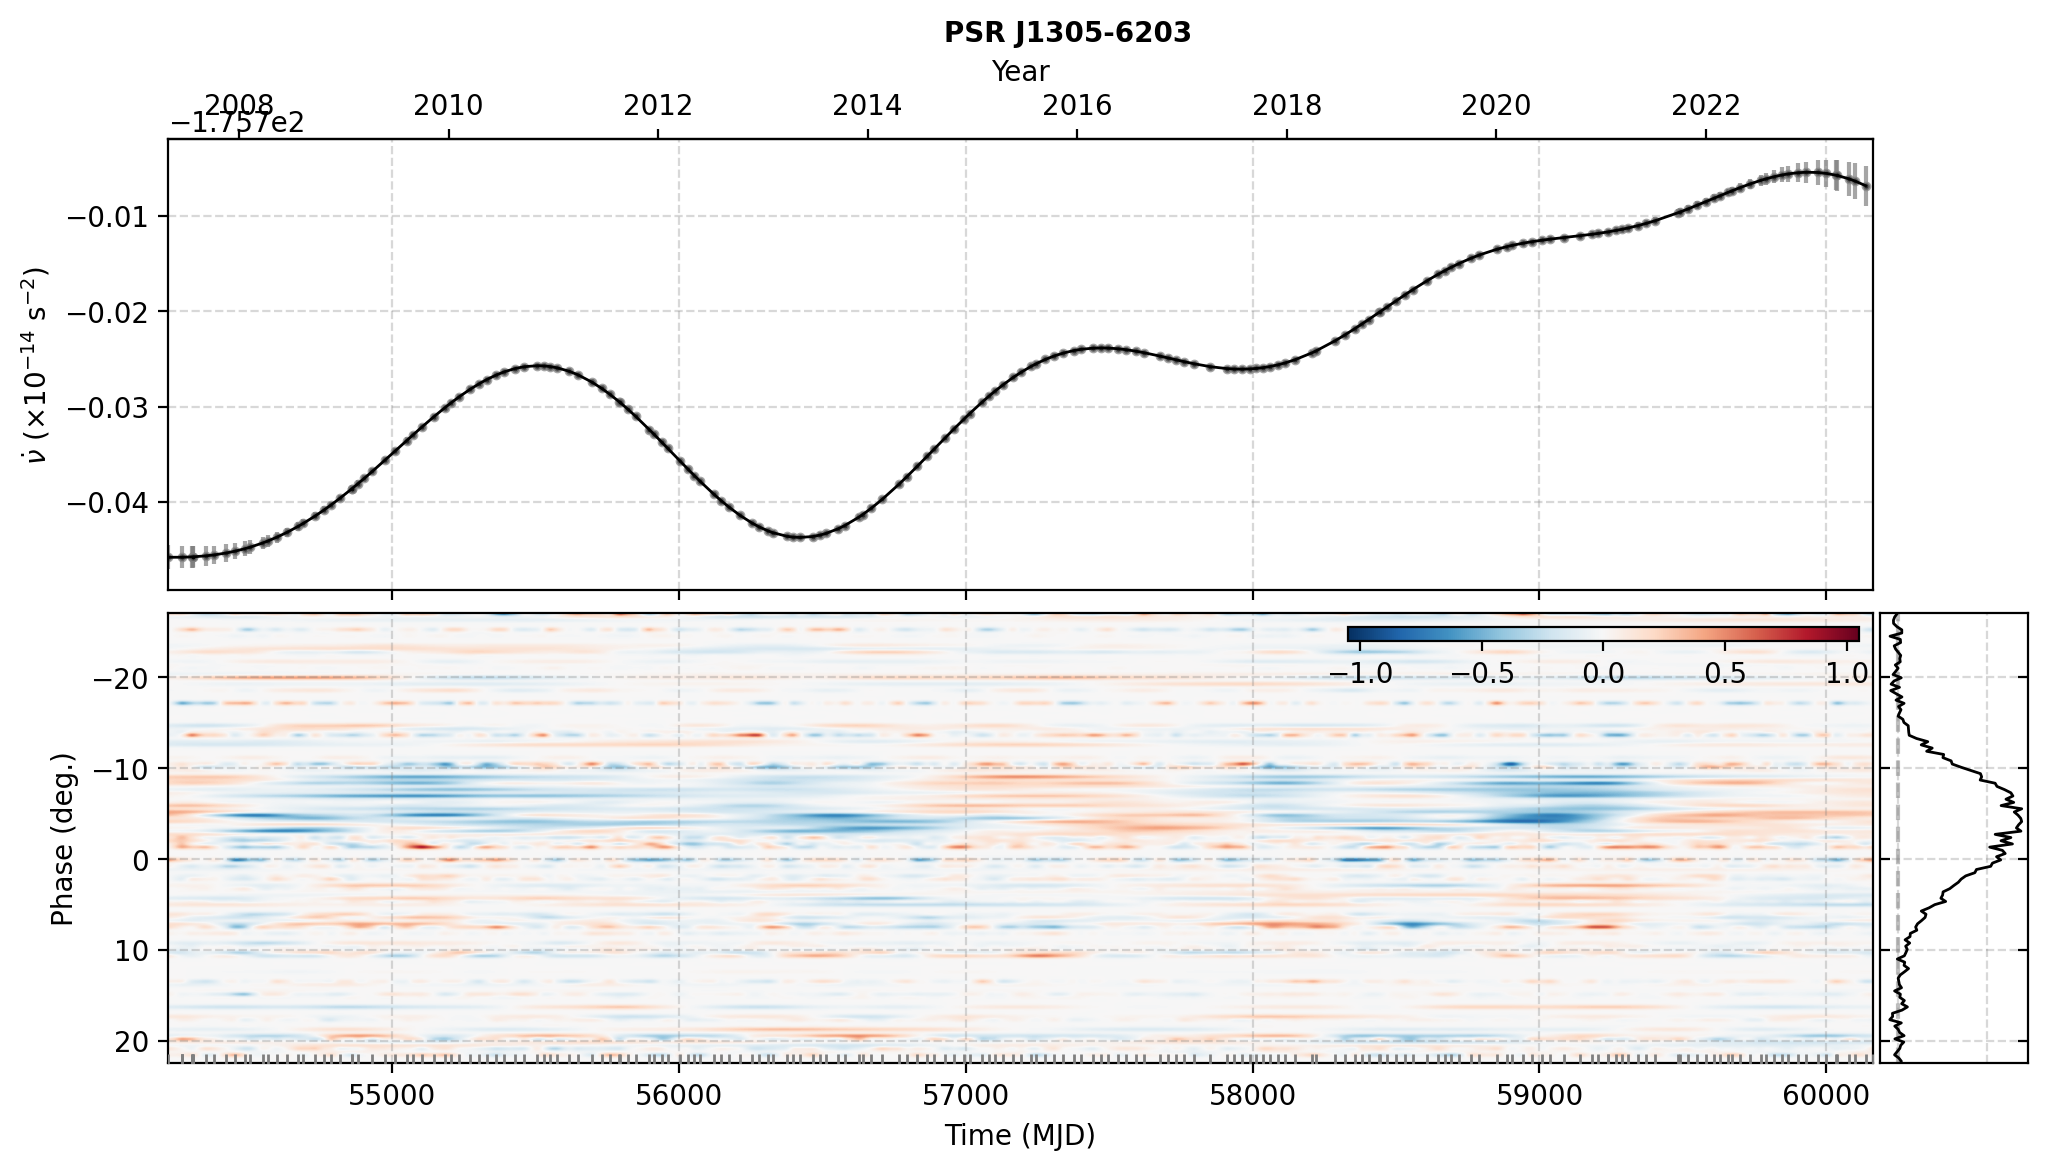 PSR J1305-6203
Year
2008 2010 2012 2014 2016 2018 2020 2022
−1.757e2
−0.01
−0.02
−0.03
−0.04
ν̇ (×10⁻¹⁴ s⁻²)
−1.0 −0.5 0.0 0.5 1.0
−20
−10
0
10
20
Phase (deg.)
55000 56000 57000 58000 59000 60000
Time (MJD)